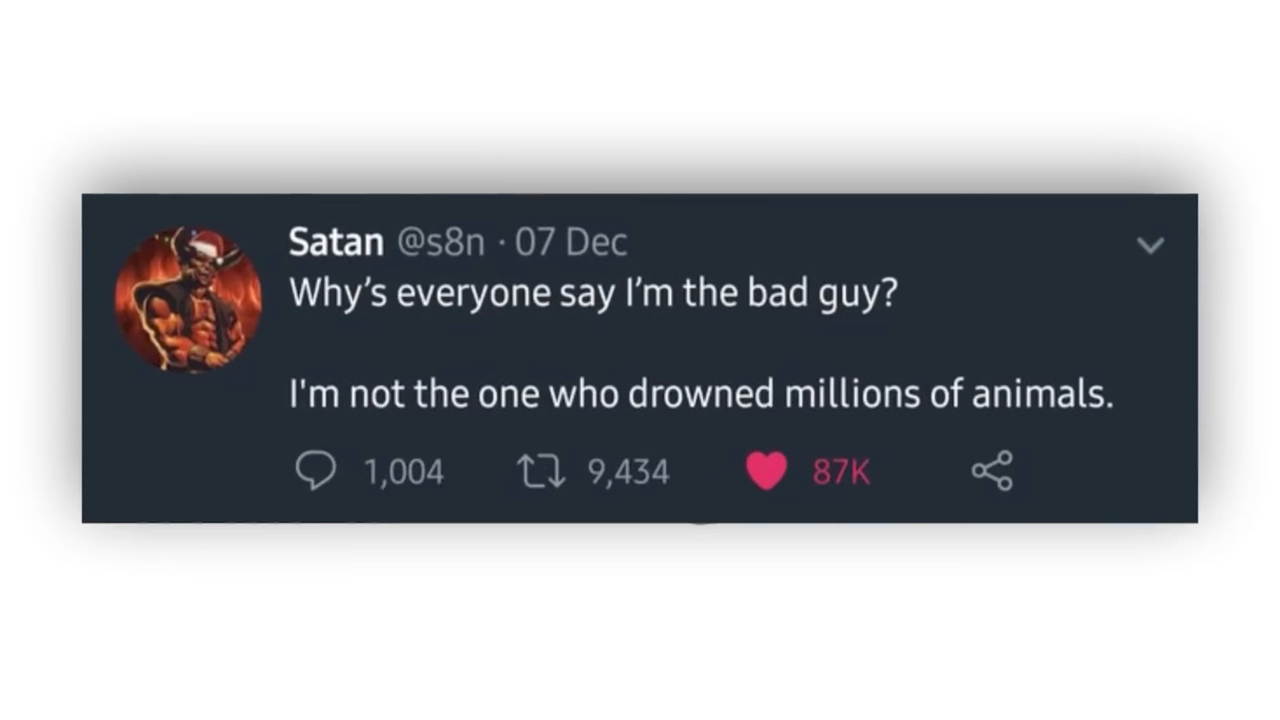 Satan @s8n · 07 Dec
Why’s everyone say I’m the bad guy?
I'm not the one who drowned millions of animals.
1,004 9,434 87K